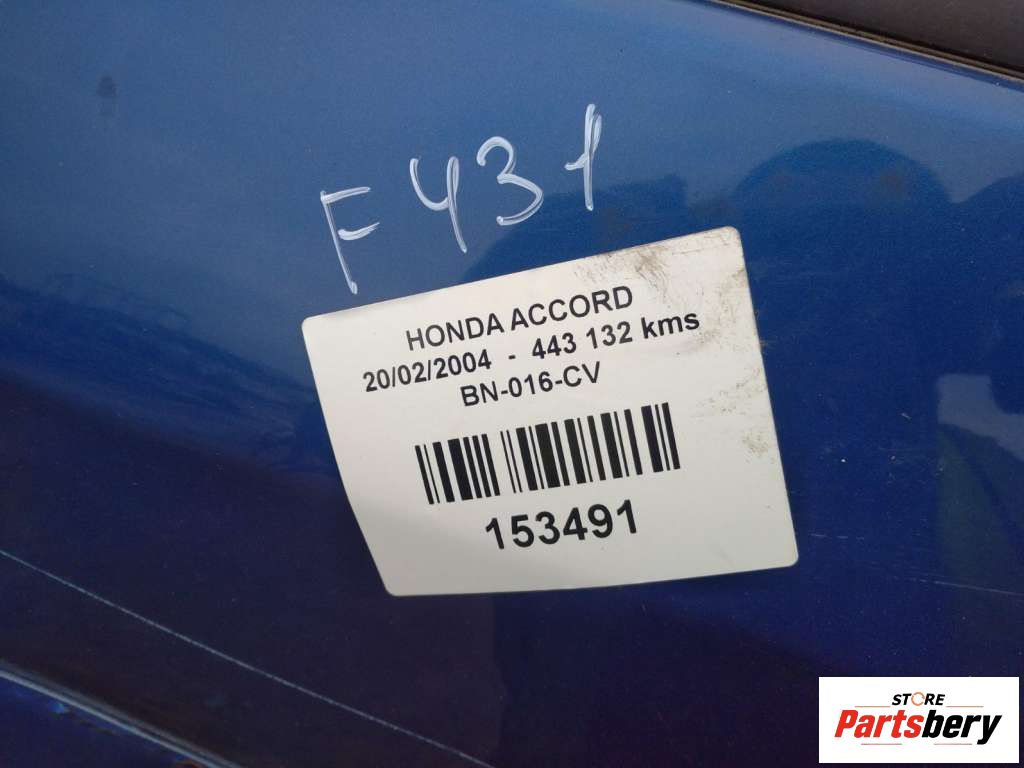 F431
HONDA ACCORD
20/02/2004 - 443 132 kms
BN-016-CV
153491
STORE
Partsbery